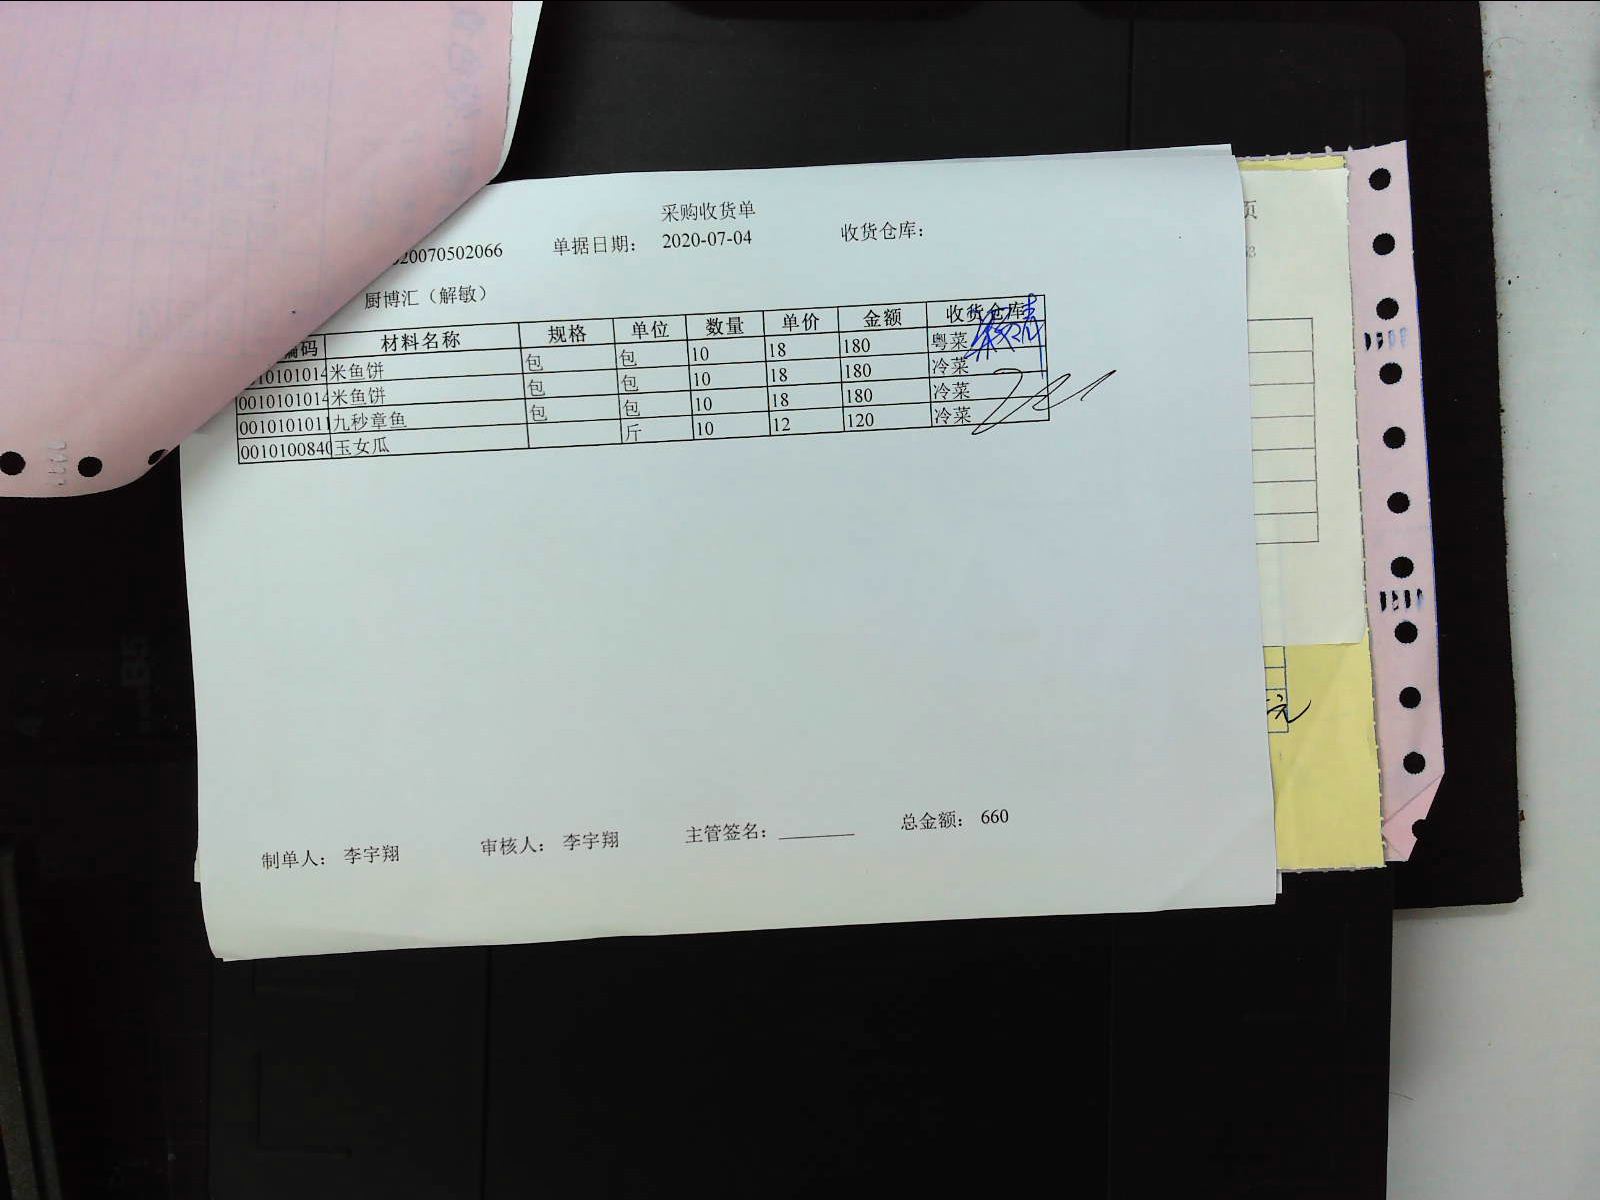 采购收货单
20070502066 单据日期： 2020-07-04 收货仓库：
厨博汇（解敏）
编码 材料名称 规格 单位 数量 单价 金额 收货仓库
0101014 米鱼饼 包 包 10 18 180 粤菜
0010101014 米鱼饼 包 包 10 18 180 冷菜
0010101011 九秒章鱼 包 包 10 18 180 冷菜
001010084 玉女瓜 斤 10 12 120 冷菜
制单人： 李宇翔 审核人： 李宇翔 主管签名： 总金额： 660
页
元